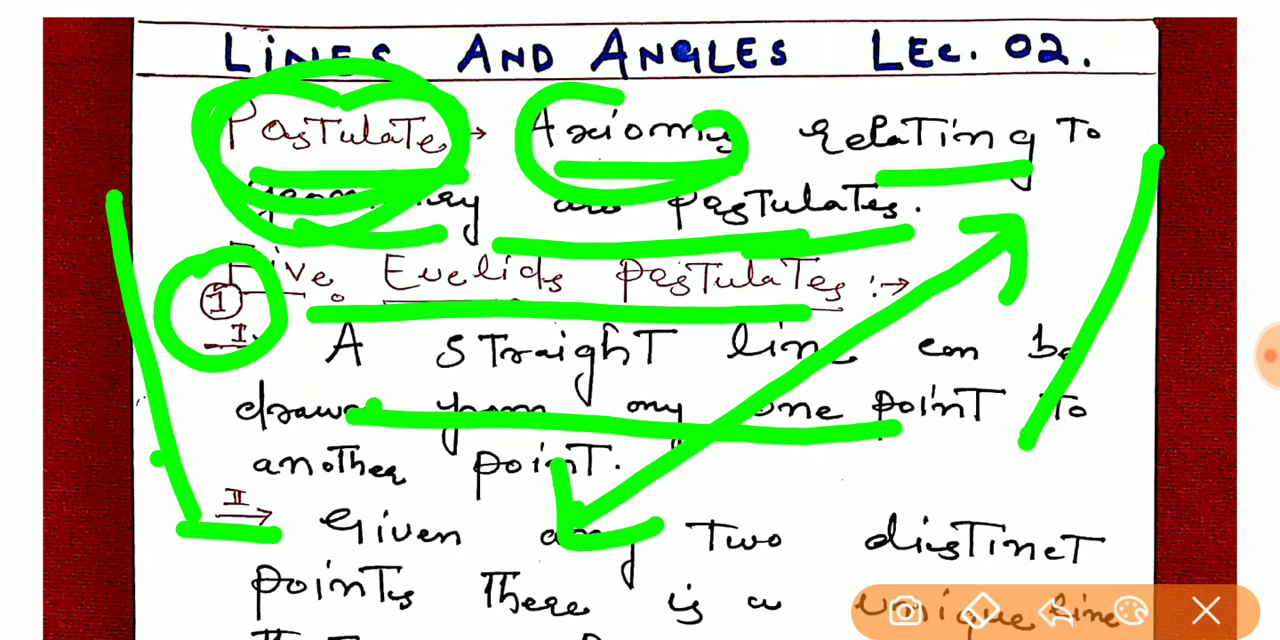 LINES AND ANGLES LEC. 02.
Postulate → Axioms relating to
geometry are postulates.
Five Euclids postulates :→
1
I. A straight line can be
drawn from any one point to
another point.
II → Given any two distinct
points there is a unique line